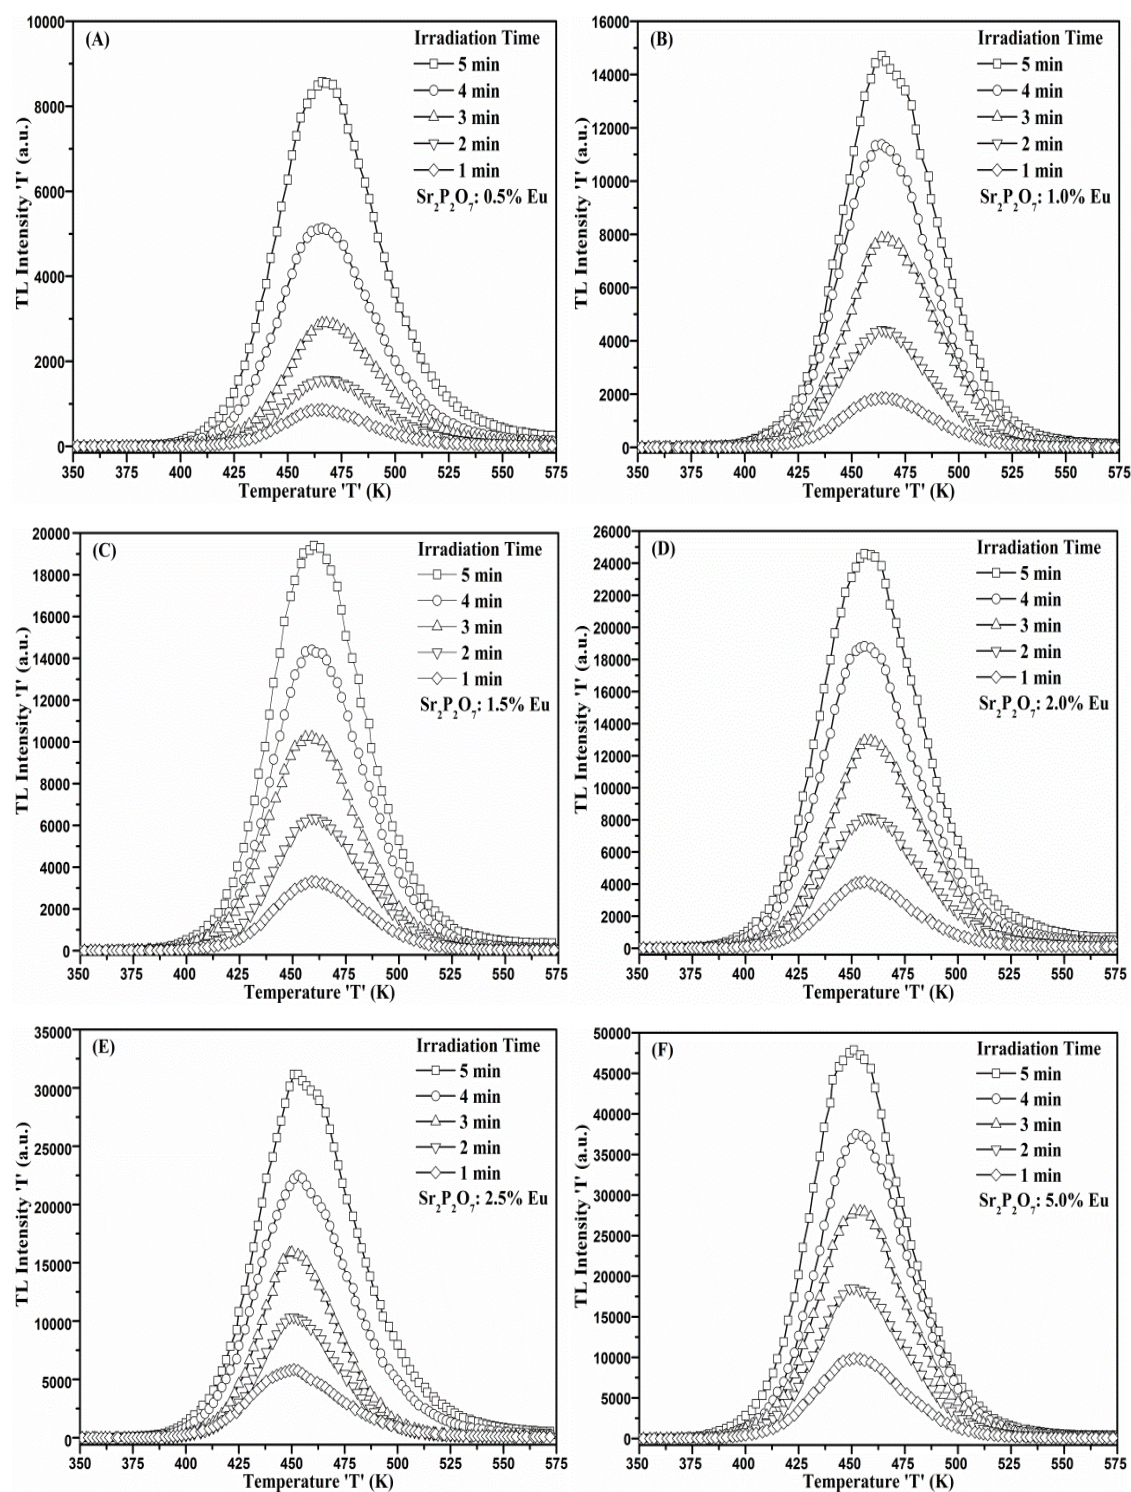 (A)
Irradiation Time
5 min
4 min
3 min
2 min
1 min
Sr₂P₂O₇: 0.5% Eu
TL Intensity 'I' (a.u.)
10000
8000
6000
4000
2000
0
350 375 400 425 450 475 500 525 550 575
Temperature 'T' (K)
(B)
Irradiation Time
5 min
4 min
3 min
2 min
1 min
Sr₂P₂O₇: 1.0% Eu
TL Intensity 'I' (a.u.)
16000
14000
12000
10000
8000
6000
4000
2000
0
350 375 400 425 450 475 500 525 550 575
Temperature 'T' (K)
(C)
Irradiation Time
5 min
4 min
3 min
2 min
1 min
Sr₂P₂O₇: 1.5% Eu
TL Intensity 'I' (a.u.)
20000
18000
16000
14000
12000
10000
8000
6000
4000
2000
0
350 375 400 425 450 475 500 525 550 575
Temperature 'T' (K)
(D)
Irradiation Time
5 min
4 min
3 min
2 min
1 min
Sr₂P₂O₇: 2.0% Eu
TL Intensity 'I' (a.u.)
26000
24000
22000
20000
18000
16000
14000
12000
10000
8000
6000
4000
2000
0
350 375 400 425 450 475 500 525 550 575
Temperature 'T' (K)
(E)
Irradiation Time
5 min
4 min
3 min
2 min
1 min
Sr₂P₂O₇: 2.5% Eu
TL Intensity 'I' (a.u.)
35000
30000
25000
20000
15000
10000
5000
0
350 375 400 425 450 475 500 525 550 575
Temperature 'T' (K)
(F)
Irradiation Time
5 min
4 min
3 min
2 min
1 min
Sr₂P₂O₇: 5.0% Eu
TL Intensity 'I' (a.u.)
50000
45000
40000
35000
30000
25000
20000
15000
10000
5000
0
350 375 400 425 450 475 500 525 550 575
Temperature 'T' (K)